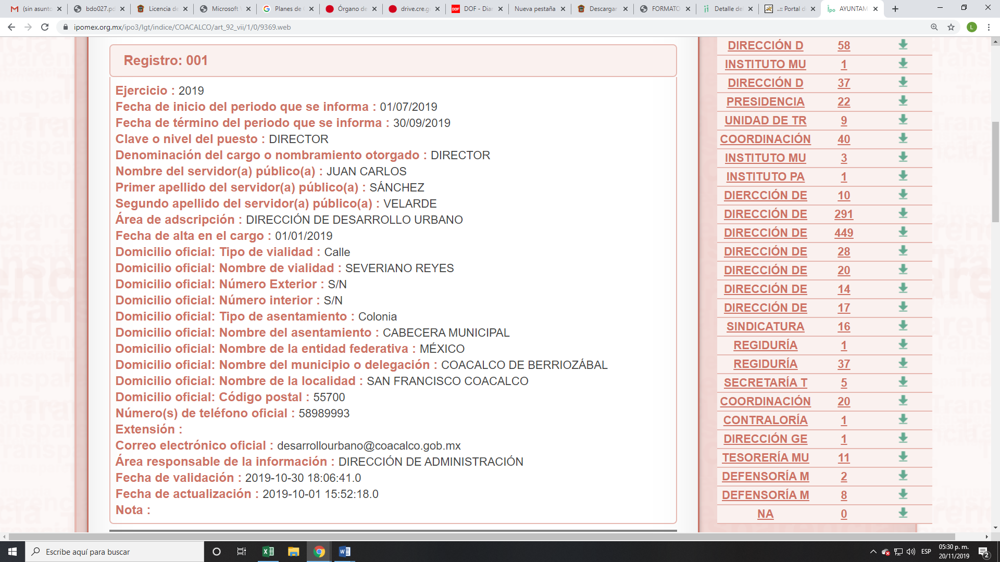 (sin asunto
bdo027.pd
Licencia de
Microsoft V
Planes de
Órgano de
drive.cre.g
DOF - Diar
Nueva pestaña
Descargar
FORMATO
Detalle de
..:: Portal d
AYUNTAM
ipomex.org.mx/ipo3/lgt/indice/COACALCO/art_92_vii/1/0/9369.web
L
Registro: 001
Ejercicio : 2019
Fecha de inicio del periodo que se informa : 01/07/2019
Fecha de término del periodo que se informa : 30/09/2019
Clave o nivel del puesto : DIRECTOR
Denominación del cargo o nombramiento otorgado : DIRECTOR
Nombre del servidor(a) público(a) : JUAN CARLOS
Primer apellido del servidor(a) público(a) : SÁNCHEZ
Segundo apellido del servidor(a) público(a) : VELARDE
Área de adscripción : DIRECCIÓN DE DESARROLLO URBANO
Fecha de alta en el cargo : 01/01/2019
Domicilio oficial: Tipo de vialidad : Calle
Domicilio oficial: Nombre de vialidad : SEVERIANO REYES
Domicilio oficial: Número Exterior : S/N
Domicilio oficial: Número interior : S/N
Domicilio oficial: Tipo de asentamiento : Colonia
Domicilio oficial: Nombre del asentamiento : CABECERA MUNICIPAL
Domicilio oficial: Nombre de la entidad federativa : MÉXICO
Domicilio oficial: Nombre del municipio o delegación : COACALCO DE BERRIOZÁBAL
Domicilio oficial: Nombre de la localidad : SAN FRANCISCO COACALCO
Domicilio oficial: Código postal : 55700
Número(s) de teléfono oficial : 58989993
Extensión :
Correo electrónico oficial : desarrollourbano@coacalco.gob.mx
Área responsable de la información : DIRECCIÓN DE ADMINISTRACIÓN
Fecha de validación : 2019-10-30 18:06:41.0
Fecha de actualización : 2019-10-01 15:52:18.0
Nota :
DIRECCIÓN D 58
INSTITUTO MU 1
DIRECCIÓN D 37
PRESIDENCIA 22
UNIDAD DE TR 9
COORDINACIÓN 40
INSTITUTO MU 3
INSTITUTO PA 1
DIERCCIÓN DE 10
DIRECCIÓN DE 291
DIRECCIÓN DE 449
DIRECCIÓN DE 28
DIRECCIÓN DE 20
DIRECCIÓN DE 14
DIRECCIÓN DE 17
SINDICATURA 16
REGIDURÍA 1
REGIDURÍA 37
SECRETARÍA T 5
COORDINACIÓN 20
CONTRALORÍA 1
DIRECCIÓN GE 1
TESORERÍA MU 11
DEFENSORÍA M 2
DEFENSORÍA M 8
NA 0
Escribe aquí para buscar
ESP
05:30 p. m.
20/11/2019
2